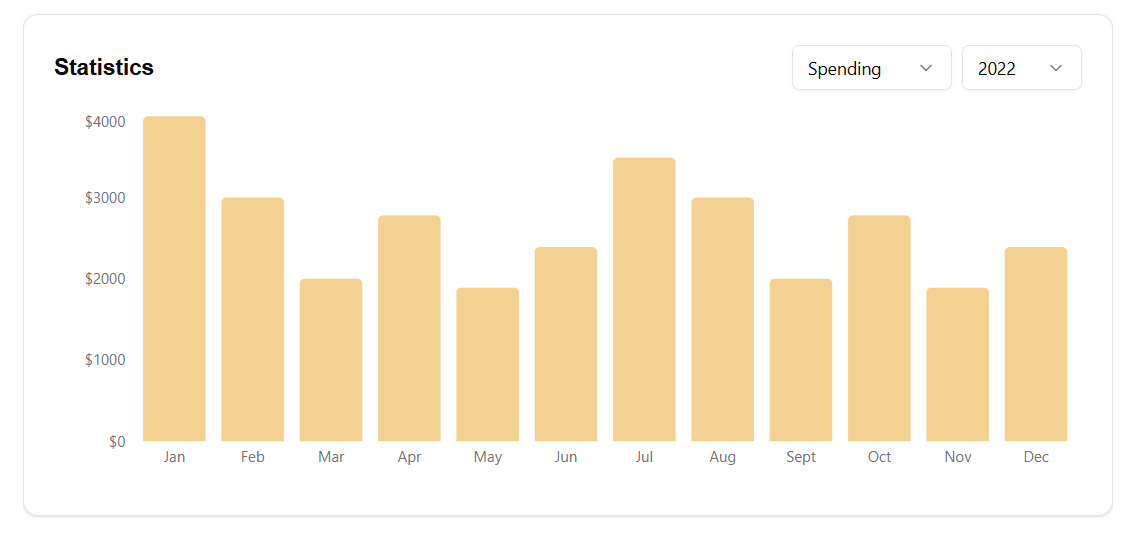 Statistics
Spending
2022
$4000
$3000
$2000
$1000
$0
Jan Feb Mar Apr May Jun Jul Aug Sept Oct Nov Dec